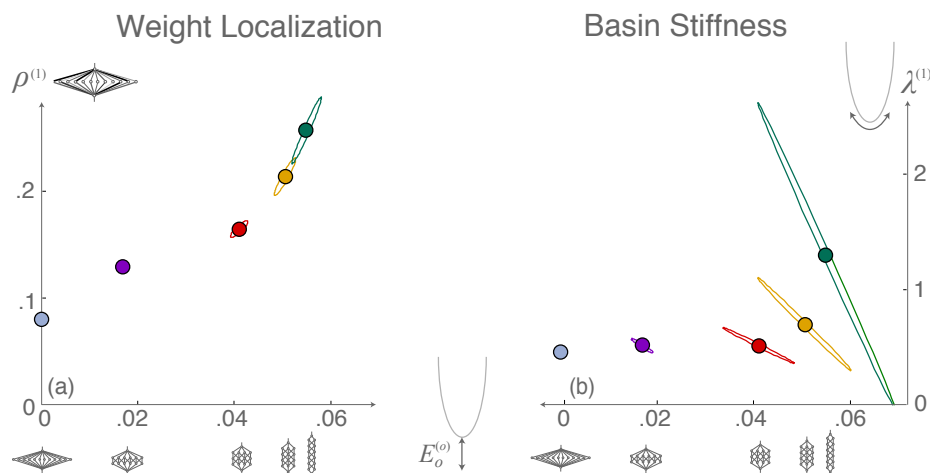 Weight Localization
Basin Stiffness
ρ⁽¹⁾
λ⁽¹⁾
.2
.1
0
(a)
0 .02 .04 .06
E_o^(o)
2
1
0
(b)
0 .02 .04 .06